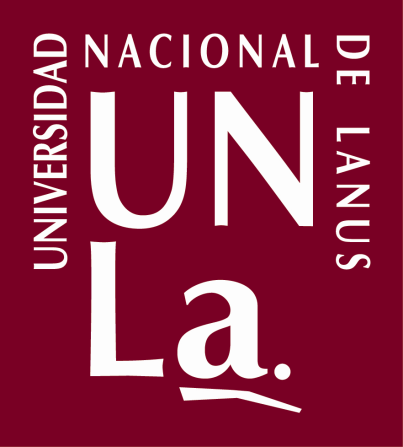 UNIVERSIDAD
NACIONAL
DE LANUS
UN
La.